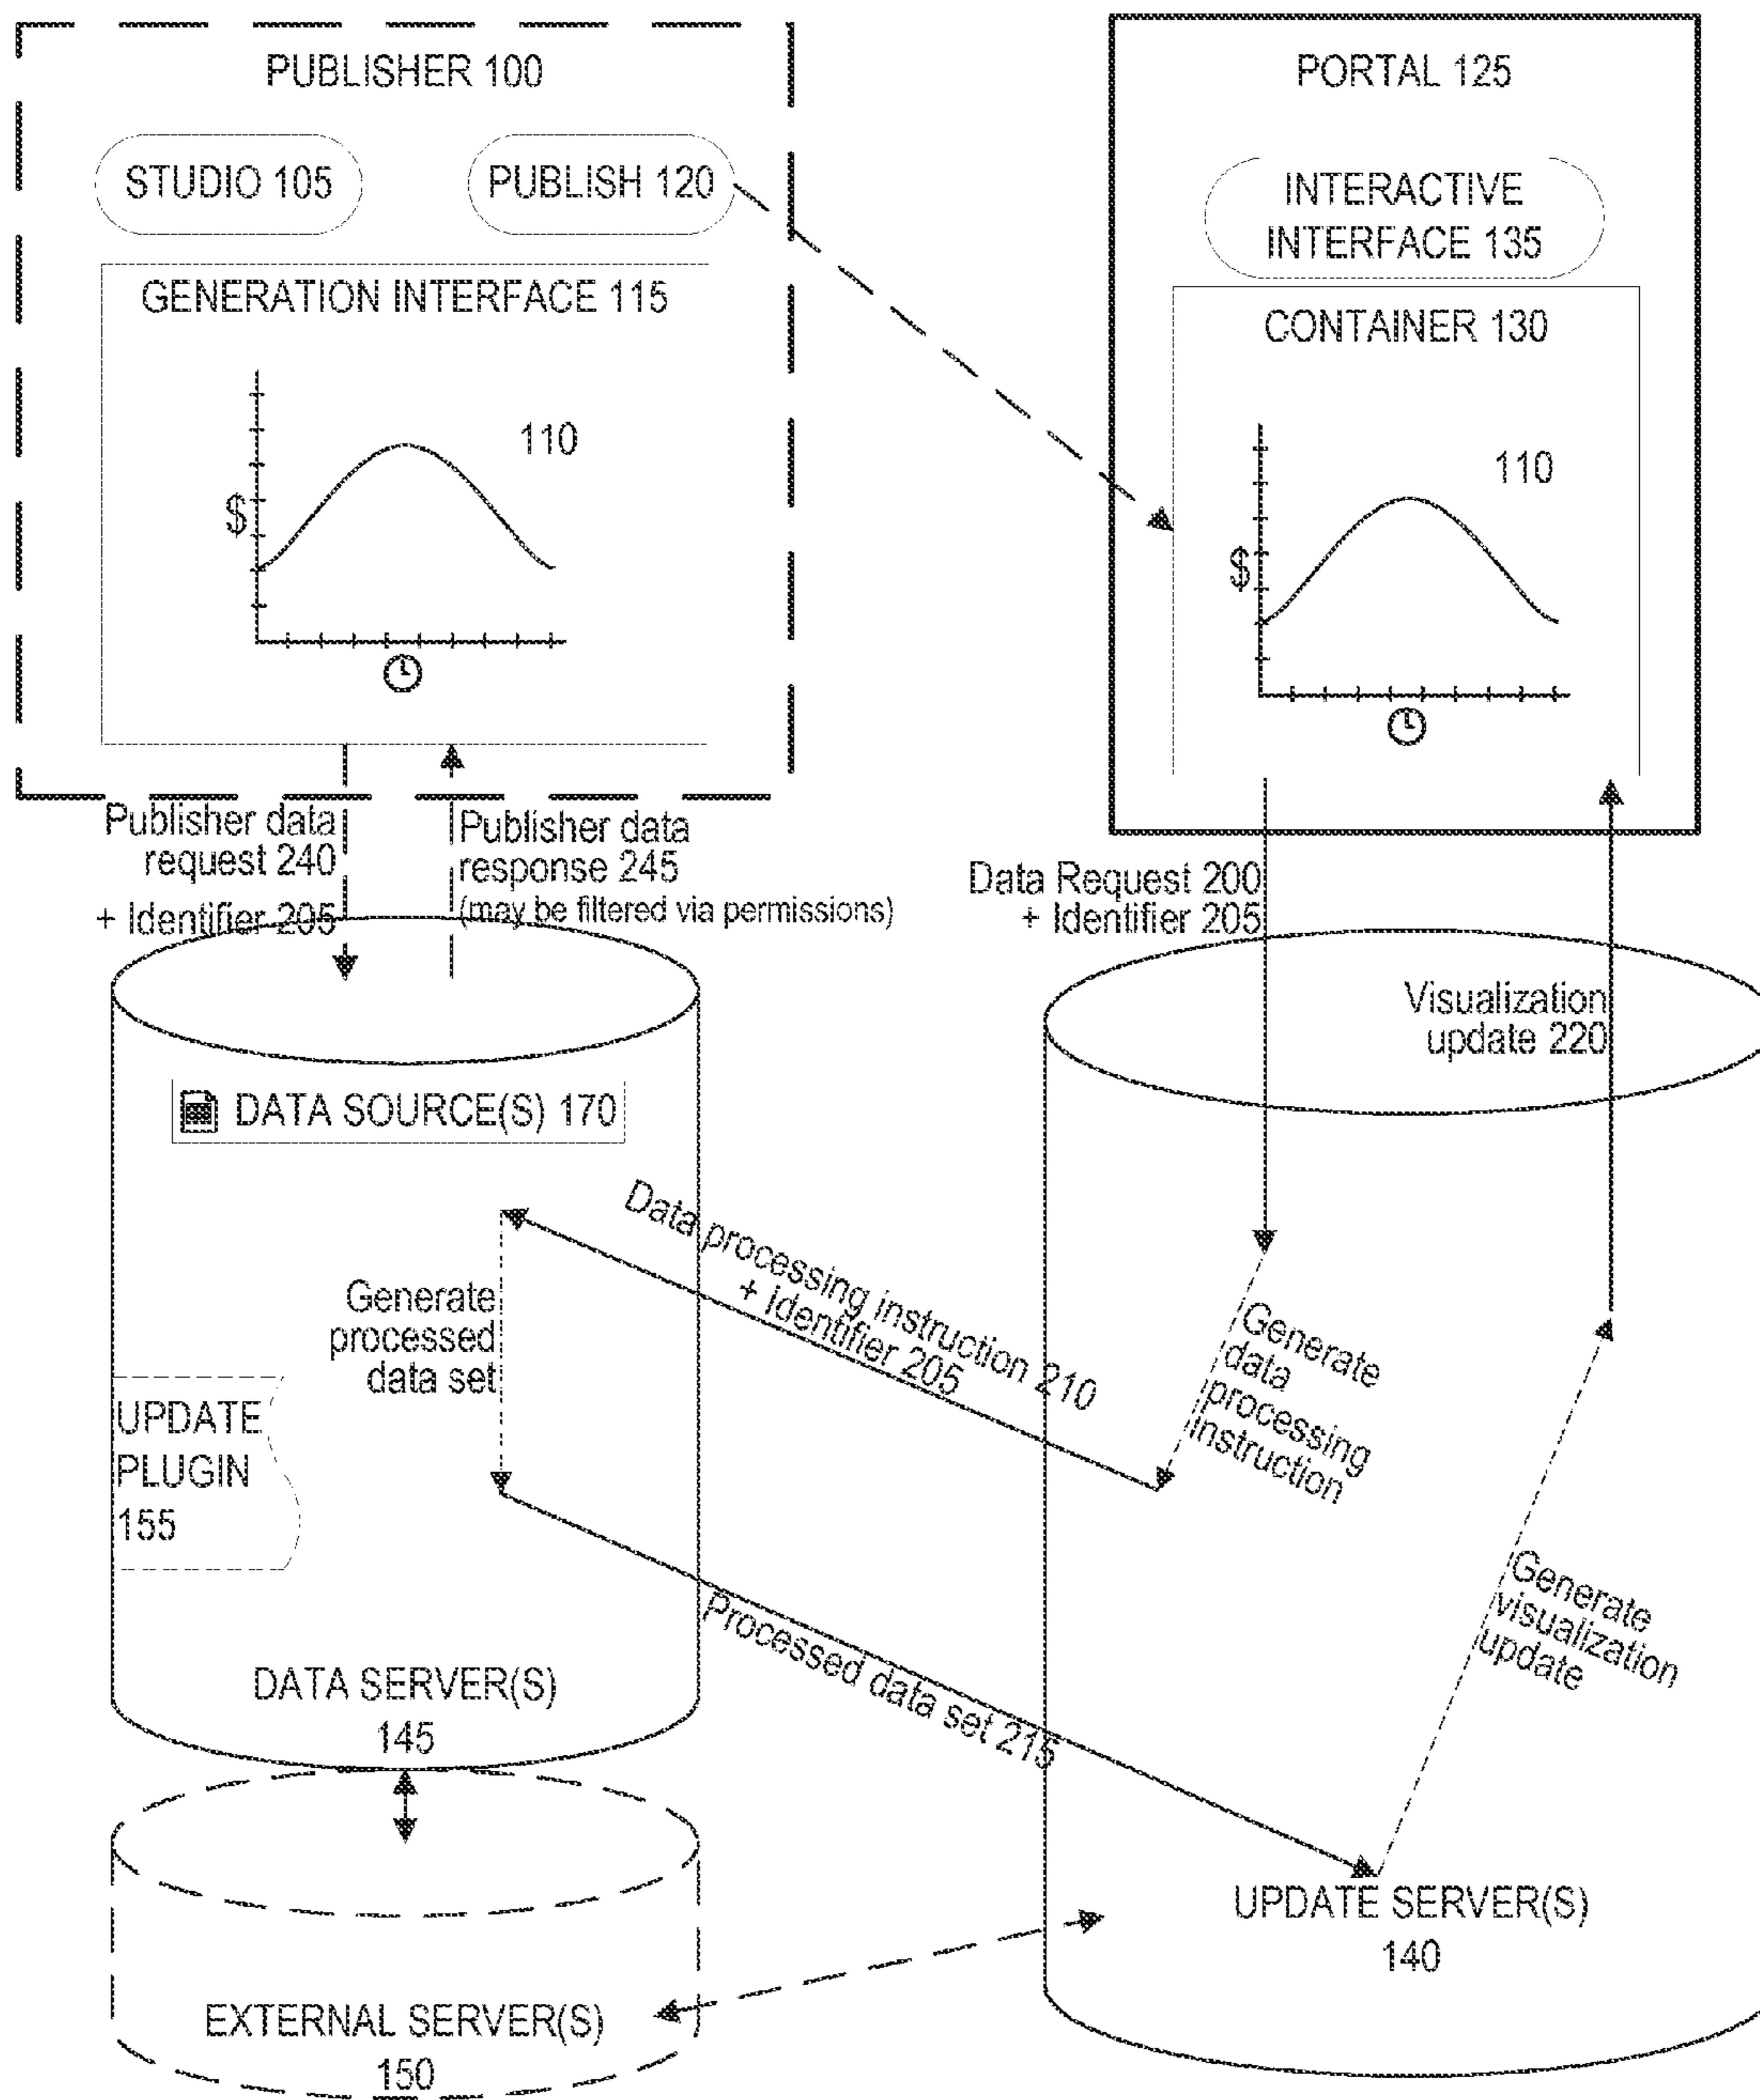 PUBLISHER 100
STUDIO 105
PUBLISH 120
GENERATION INTERFACE 115
110
$
PORTAL 125
INTERACTIVE
INTERFACE 135
CONTAINER 130
110
$
Publisher data
request 240
+ Identifier 205
Publisher data
response 245
(may be filtered via permissions)
Data Request 200
+ Identifier 205
Visualization
update 220
DATA SOURCE(S) 170
Data processing instruction 210
+ Identifier 205
Generate
processed
data set
Generate
data
processing
Instruction
UPDATE
PLUGIN
155
Processed data set 215
Generate
visualization
update
DATA SERVER(S)
145
UPDATE SERVER(S)
140
EXTERNAL SERVER(S)
150